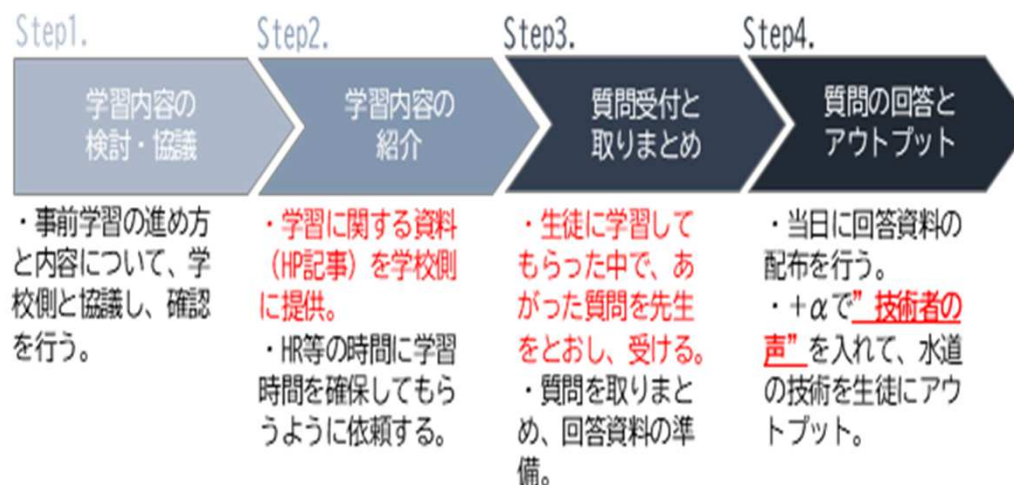 Step1.
学習内容の
検討・協議
・事前学習の進め方
と内容について、学
校側と協議し、確認
を行う。
Step2.
学習内容の
紹介
・学習に関する資料
（HP記事）を学校側
に提供。
・HR等の時間に学習
時間を確保してもら
うように依頼する。
Step3.
質問受付と
取りまとめ
・生徒に学習して
もらった中で、あ
がった質問を先生
をとおし、受ける。
・質問を取りまと
め、回答資料の準
備。
Step4.
質問の回答と
アウトプット
・当日に回答資料の
配布を行う。
・＋αで”技術者の
声”を入れて、水道
の技術を生徒にアウ
トプット。